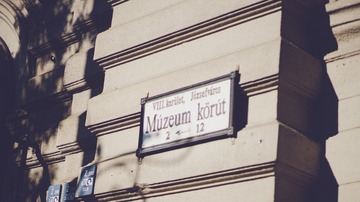 VIII. kerület, Józsefváros
Múzeum körút
2 ← 12